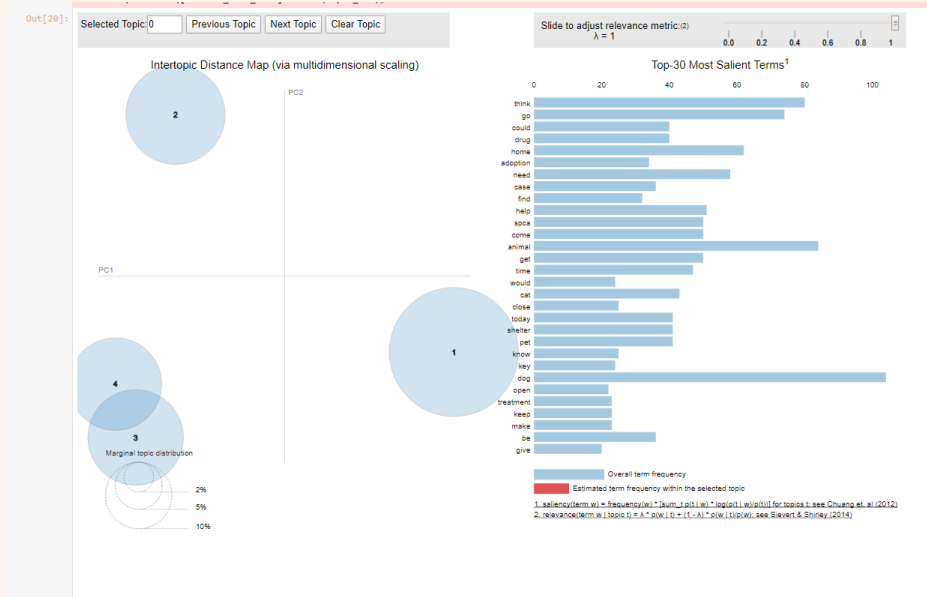 Out[20]:
Selected Topic: 0 Previous Topic Next Topic Clear Topic
Slide to adjust relevance metric:(2)
λ = 1
0.0 0.2 0.4 0.6 0.8 1
Intertopic Distance Map (via multidimensional scaling)
PC2
PC1
2
1
4
3
Marginal topic distribution
2%
5%
10%
Top-30 Most Salient Terms1
0 20 40 60 80 100
think
go
could
drug
home
adoption
need
case
find
help
spca
come
animal
get
time
would
cat
close
today
shelter
pet
know
key
dog
open
treatment
keep
make
be
give
Overall term frequency
Estimated term frequency within the selected topic
1. saliency(term w) = frequency(w) * [sum_t p(t | w) * log(p(t | w)/p(t))] for topics t; see Chuang et. al (2012)
2. relevance(term w | topic t) = λ * p(w | t) + (1 - λ) * p(w | t)/p(w); see Sievert & Shirley (2014)